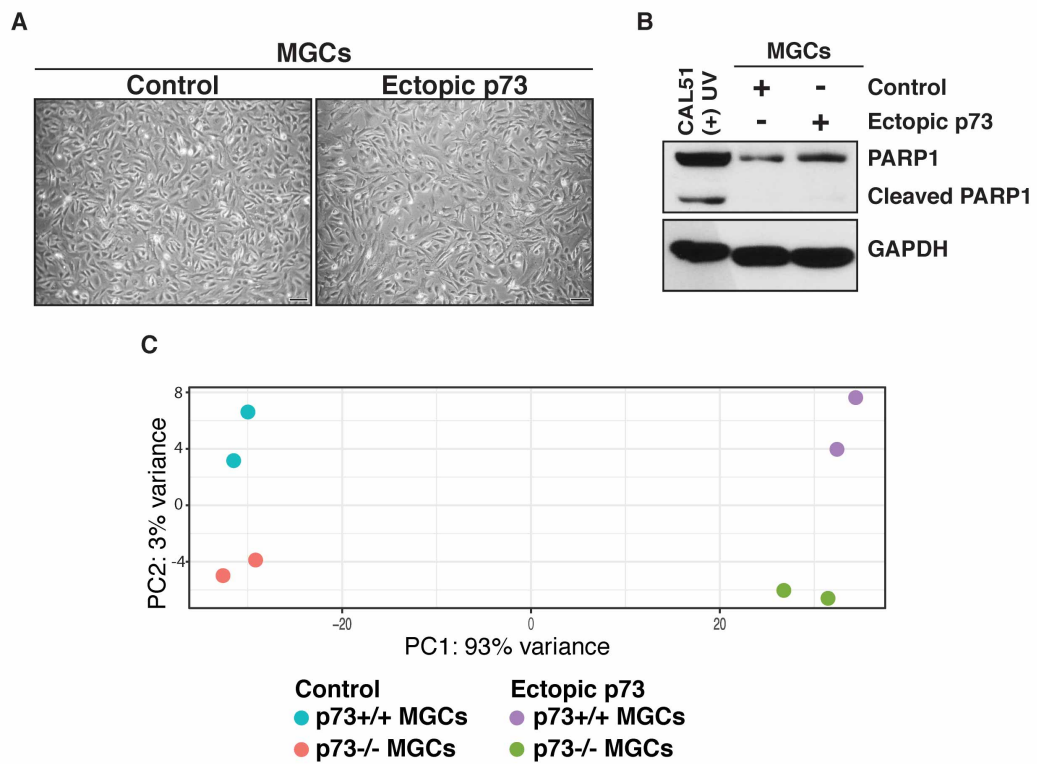 A
MGCs
Control
Ectopic p73
B
MGCs
CAL51
(+) UV
+ - Control
- + Ectopic p73
PARP1
Cleaved PARP1
GAPDH
C
8
4
0
-4
PC2: 3% variance
−20 0 20
PC1: 93% variance
Control
p73+/+ MGCs
p73-/- MGCs
Ectopic p73
p73+/+ MGCs
p73-/- MGCs